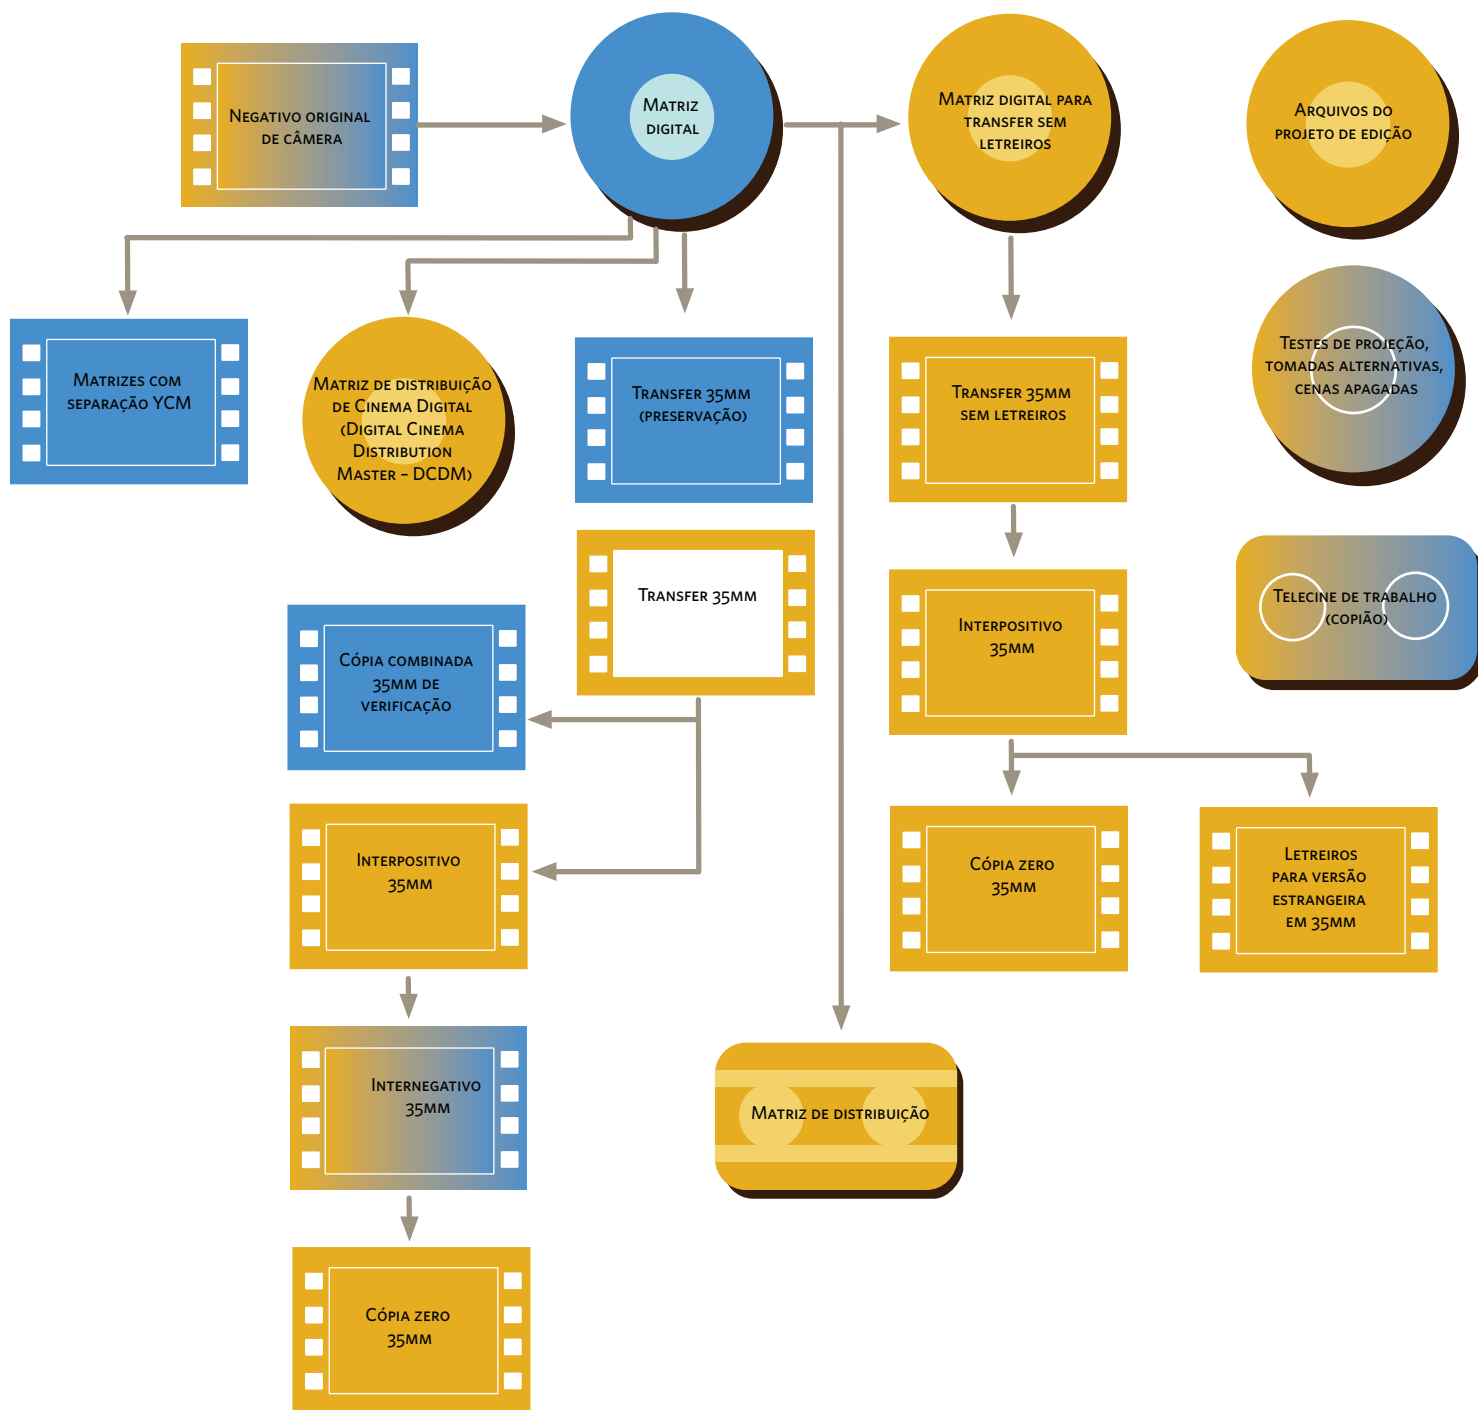 Negativo original
de câmera
Matriz
digital
Matriz digital para
transfer sem
letreiros
Arquivos do
projeto de edição
Testes de projeção,
tomadas alternativas,
cenas apagadas
Matrizes com
separação YCM
Matriz de distribuição
de Cinema Digital
(Digital Cinema
Distribution
Master - DCDM)
Transfer 35mm
(preservação)
Transfer 35mm
sem letreiros
Transfer 35mm
Telecine de trabalho
(copião)
Cópia combinada
35mm de
verificação
Interpositivo
35mm
Interpositivo
35mm
Cópia zero
35mm
Letreiros
para versão
estrangeira
em 35mm
Internegativo
35mm
Matriz de distribuição
Cópia zero
35mm